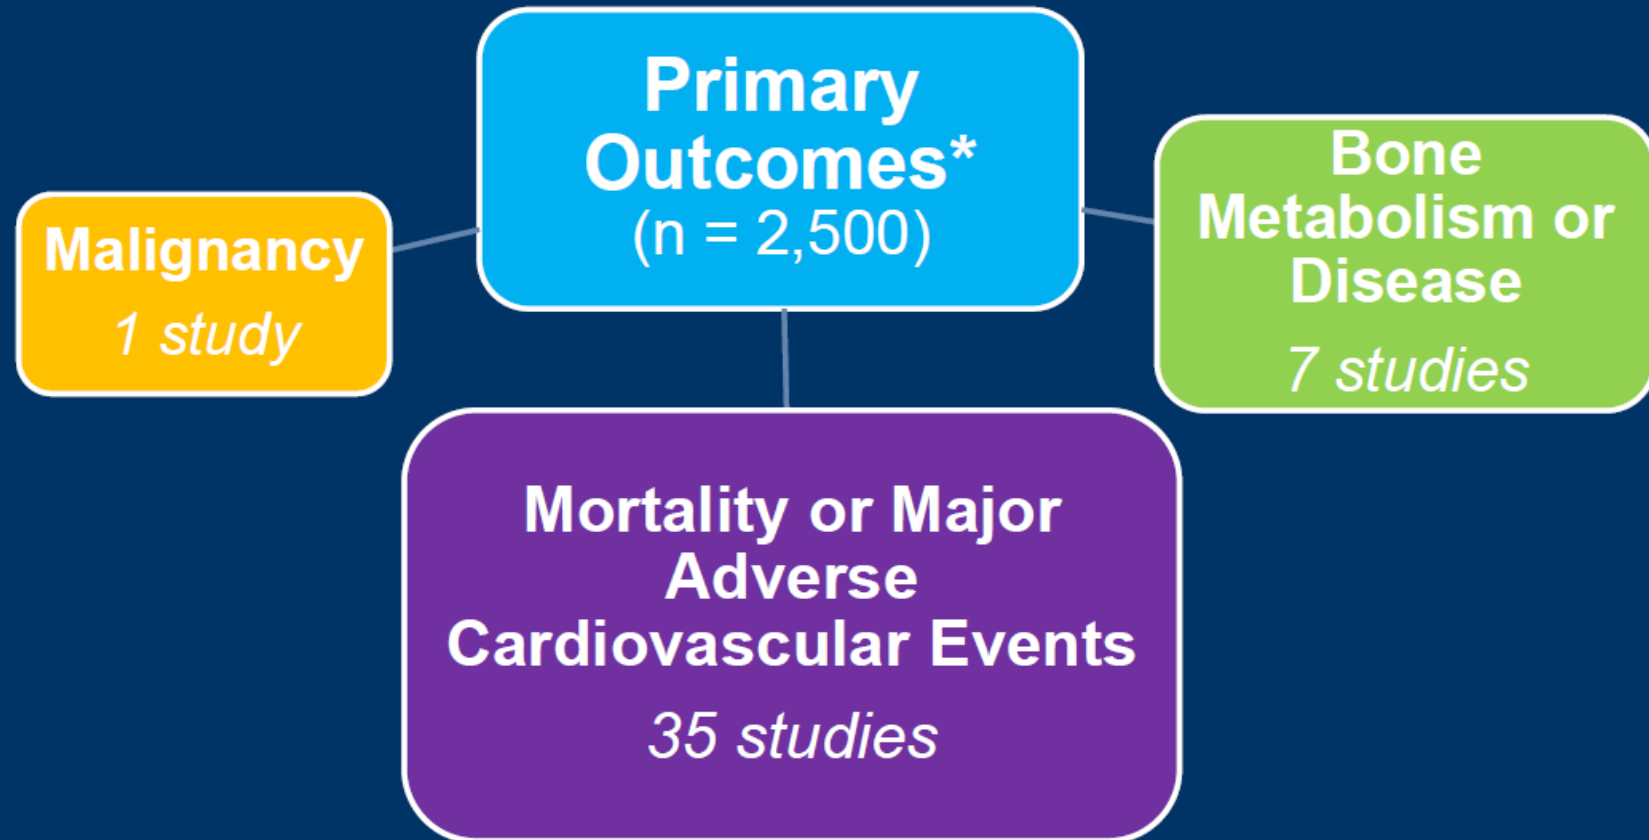 Primary
Outcomes*
(n = 2,500)
Malignancy
1 study
Bone
Metabolism or
Disease
7 studies
Mortality or Major
Adverse
Cardiovascular Events
35 studies